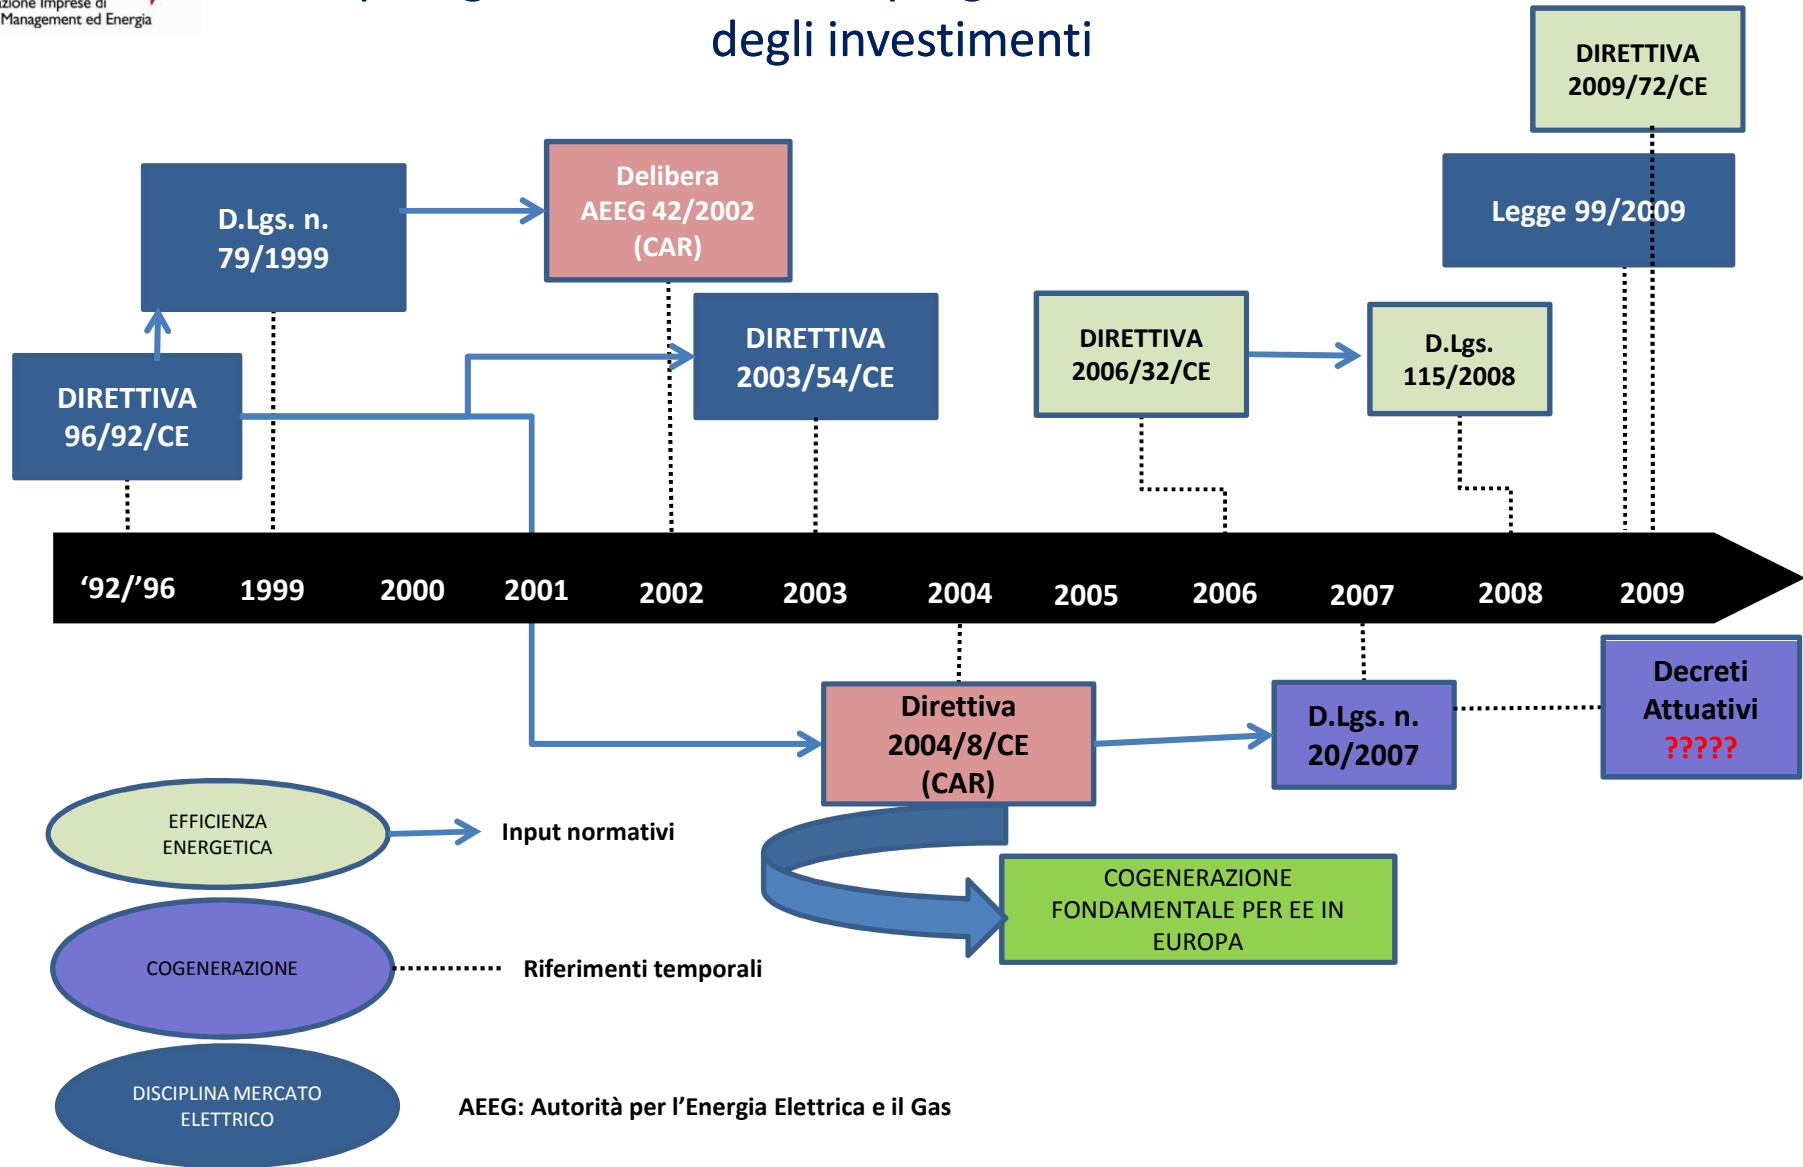 Imprese di
Management ed Energia
degli investimenti
DIRETTIVA
2009/72/CE
D.Lgs. n.
79/1999
Delibera
AEEG 42/2002
(CAR)
Legge 99/2009
DIRETTIVA
96/92/CE
DIRETTIVA
2003/54/CE
DIRETTIVA
2006/32/CE
D.Lgs.
115/2008
‘92/’96
1999
2000
2001
2002
2003
2004
2005
2006
2007
2008
2009
Direttiva
2004/8/CE
(CAR)
D.Lgs. n.
20/2007
Decreti
Attuativi
?????
EFFICIENZA
ENERGETICA
Input normativi
COGENERAZIONE
FONDAMENTALE PER EE IN
EUROPA
COGENERAZIONE
Riferimenti temporali
DISCIPLINA MERCATO
ELETTRICO
AEEG: Autorità per l’Energia Elettrica e il Gas